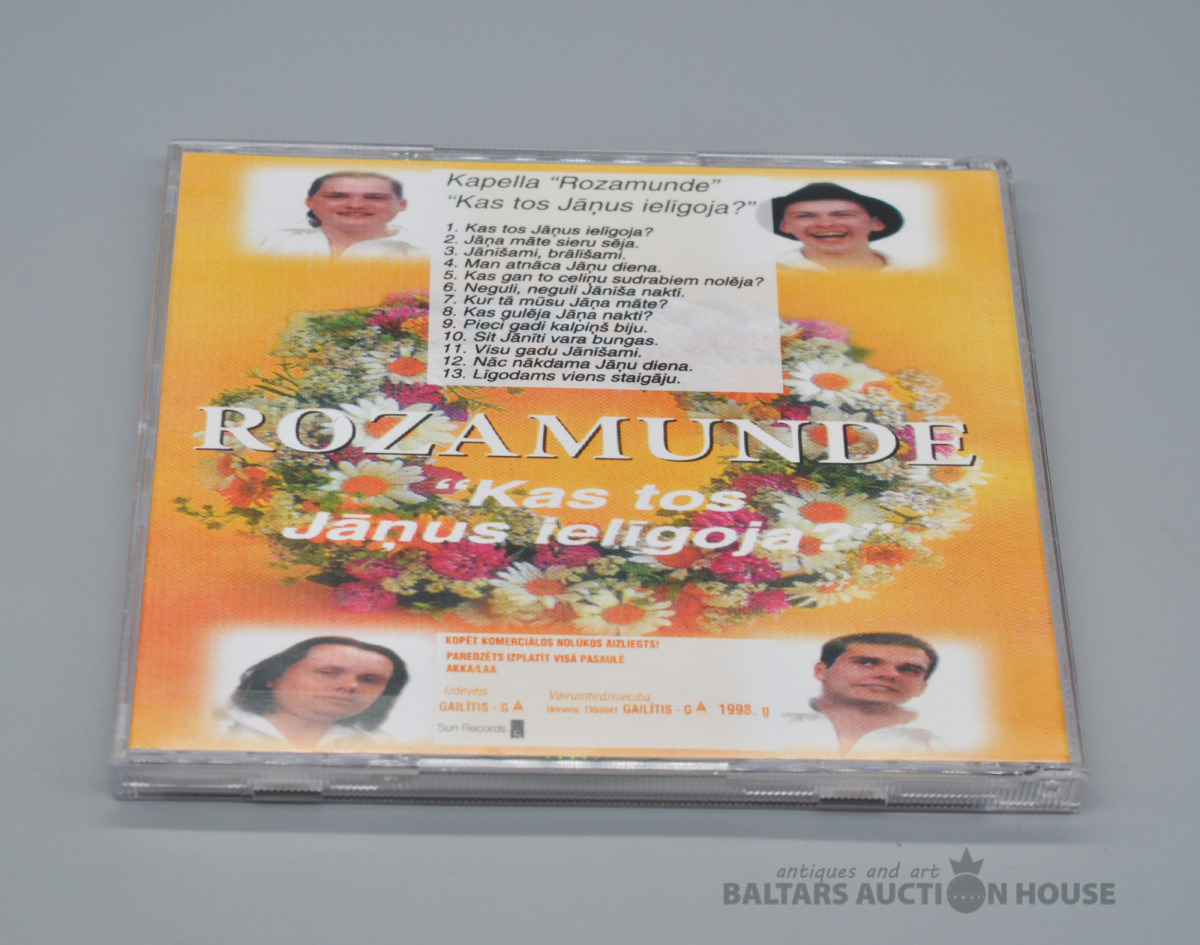 Kapella “Rozamunde”
“Kas tos Jāņus ielīgoja?”
1. Kas tos Jāņus ielīgoja?
2. Jāņa māte sieru sēja.
3. Jānīšami, brālīšami.
4. Man atnāca Jāņu diena.
5. Kas gan to celiņu sudrabiem nolēja?
6. Neguli, neguli Jānīša naktī.
7. Kur tā mūsu Jāņa māte?
8. Kas gulēja Jāņa naktī?
9. Pieci gadi kalpiņš biju.
10. Sit Jānīti vara bungas.
11. Visu gadu Jānīšami.
12. Nāc nākdama Jāņu diena.
13. Līgodams viens staigāju.
ROZAMUNDE
“Kas tos
Jāņus ielīgoja?”
KOPĒT KOMERCIĀLOS NOLŪKOS AIZLIEGTS!
PAREDZĒTS IZPLATĪT VISĀ PASAULĒ
AKKA/LAA
Izdevējs
GAILĪTIS - G
Vairumtirdzniecība
tālrunis: 7353041 GAILĪTIS - G 1998. g
Sun Records
antiques and art
BALTARS AUCTION HOUSE